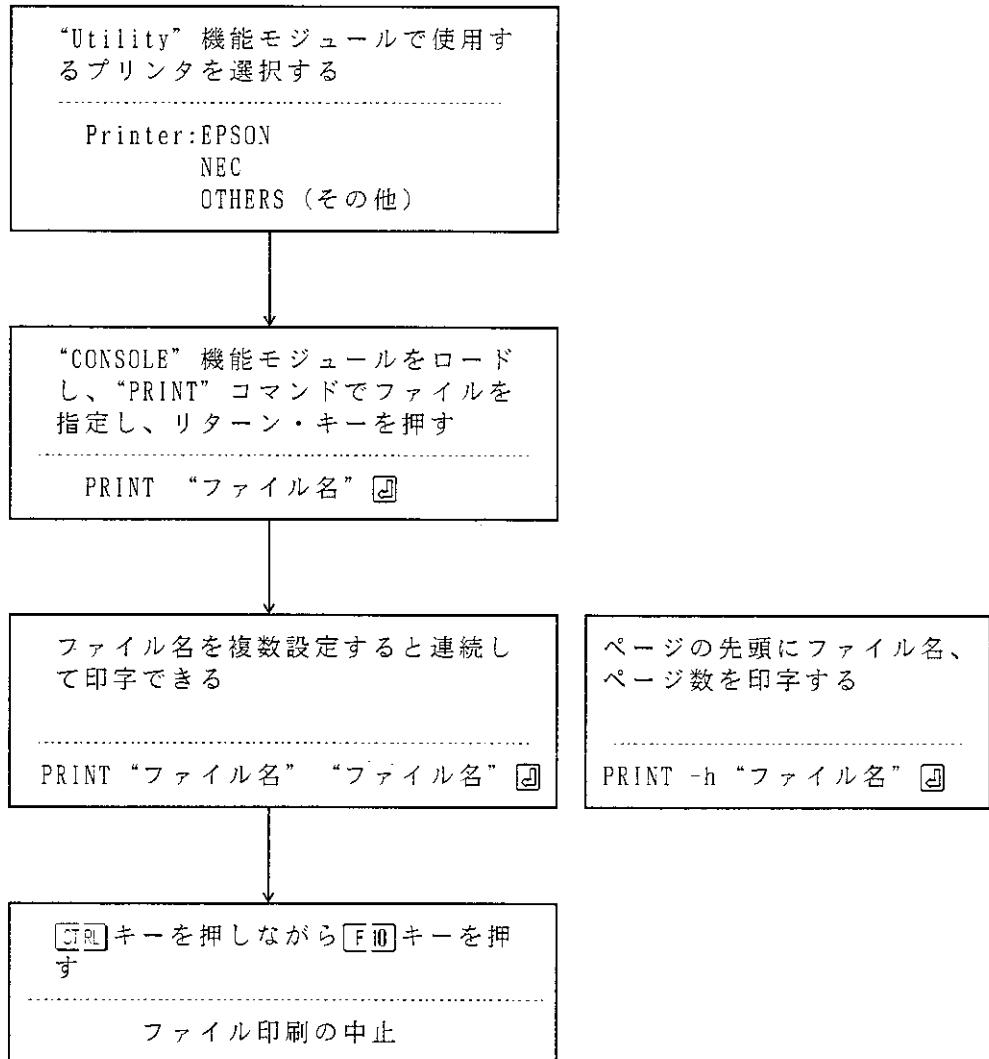 “Utility” 機能モジュールで使用す
るプリンタを選択する
Printer:EPSON
NEC
OTHERS (その他)
“CONSOLE” 機能モジュールをロード
し、“PRINT” コマンドでファイルを
指定し、リターン・キーを押す
PRINT “ファイル名” ↵
ファイル名を複数設定すると連続し
て印字できる
PRINT “ファイル名” “ファイル名” ↵
ページの先頭にファイル名、
ページ数を印字する
PRINT -h “ファイル名” ↵
CTRLキーを押しながらF10キーを押
す
ファイル印刷の中止